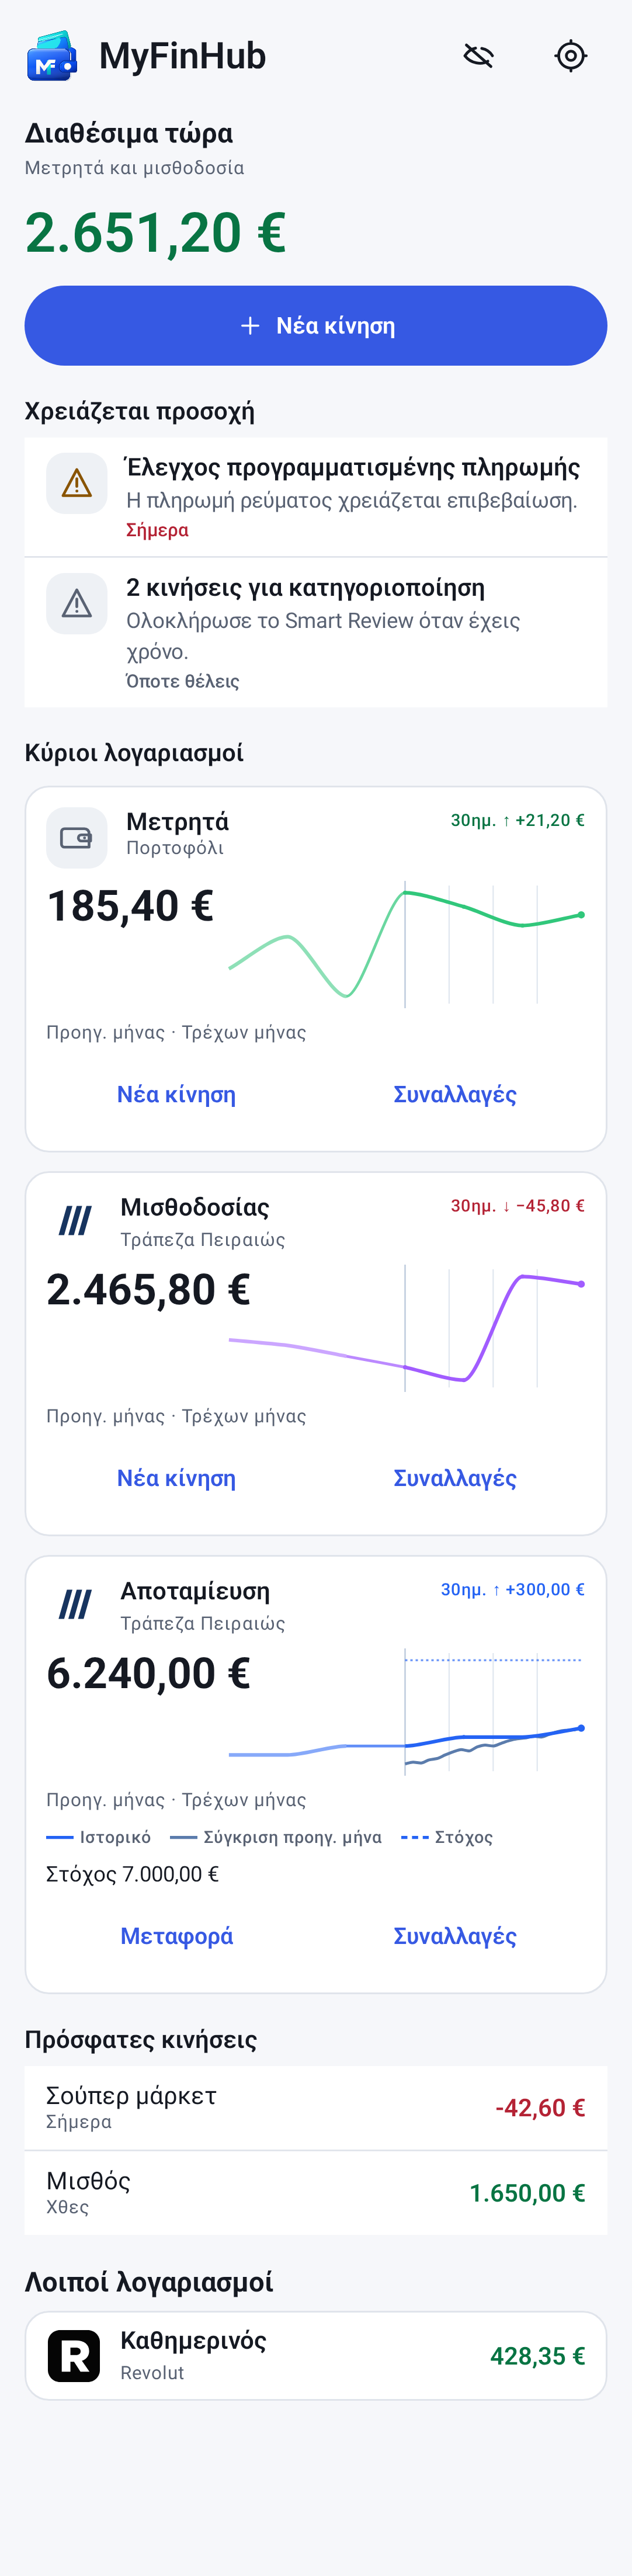 MyFinHub
Διαθέσιμα τώρα
Μετρητά και μισθοδοσία
2.651,20 €
+ Νέα κίνηση
Χρειάζεται προσοχή
Έλεγχος προγραμματισμένης πληρωμής
Η πληρωμή ρεύματος χρειάζεται επιβεβαίωση.
Σήμερα
2 κινήσεις για κατηγοριοποίηση
Ολοκλήρωσε το Smart Review όταν έχεις
χρόνο.
Όποτε θέλεις
Κύριοι λογαριασμοί
Μετρητά
30ημ. ↑ +21,20 €
Πορτοφόλι
185,40 €
Προηγ. μήνας · Τρέχων μήνας
Νέα κίνηση Συναλλαγές
Μισθοδοσίας
30ημ. ↓ −45,80 €
Τράπεζα Πειραιώς
2.465,80 €
Προηγ. μήνας · Τρέχων μήνας
Νέα κίνηση Συναλλαγές
Αποταμίευση
30ημ. ↑ +300,00 €
Τράπεζα Πειραιώς
6.240,00 €
Προηγ. μήνας · Τρέχων μήνας
Ιστορικό Σύγκριση προηγ. μήνα Στόχος
Στόχος 7.000,00 €
Μεταφορά Συναλλαγές
Πρόσφατες κινήσεις
Σούπερ μάρκετ
Σήμερα
-42,60 €
Μισθός
Χθες
1.650,00 €
Λοιποί λογαριασμοί
R
Καθημερινός
Revolut
428,35 €